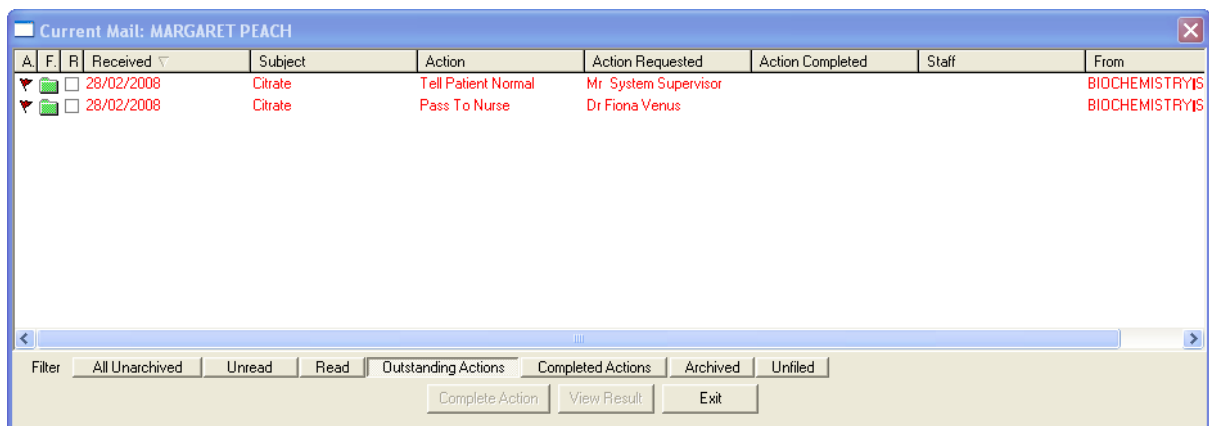 Current Mail: MARGARET PEACH
A. F. R Received Subject Action Action Requested Action Completed Staff From
28/02/2008 Citrate Tell Patient Normal Mr System Supervisor BIOCHEMISTRY
28/02/2008 Citrate Pass To Nurse Dr Fiona Venus BIOCHEMISTRY
Filter All Unarchived Unread Read Outstanding Actions Completed Actions Archived Unfiled
Complete Action View Result Exit